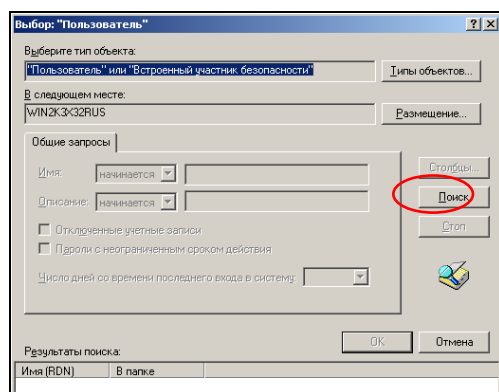 Выбор: "Пользователь"
Выберите тип объекта:
"Пользователь" или "Встроенный участник безопасности"
Типы объектов...
В следующем месте:
WIN2K3X32RUS
Размещение...
Общие запросы
Имя: начинается
Столбцы...
Описание: начинается
Поиск
Отключенные учетные записи
Стоп
Пароли с неограниченным сроком действия
Число дней со времени последнего входа в систему:
OK Отмена
Результаты поиска:
Имя (RDN) В папке